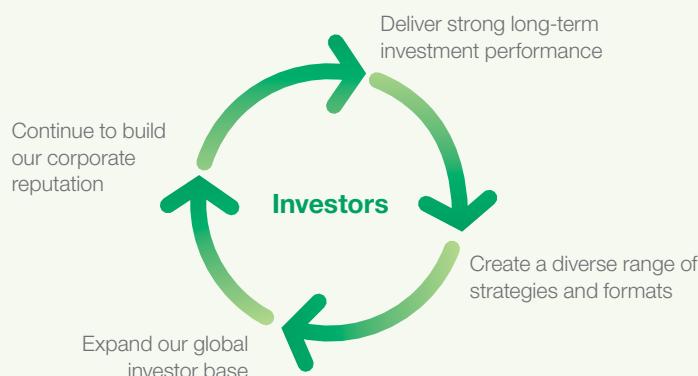 Deliver strong long-term
investment performance
Continue to build
our corporate
reputation
Investors
Create a diverse range of
strategies and formats
Expand our global
investor base